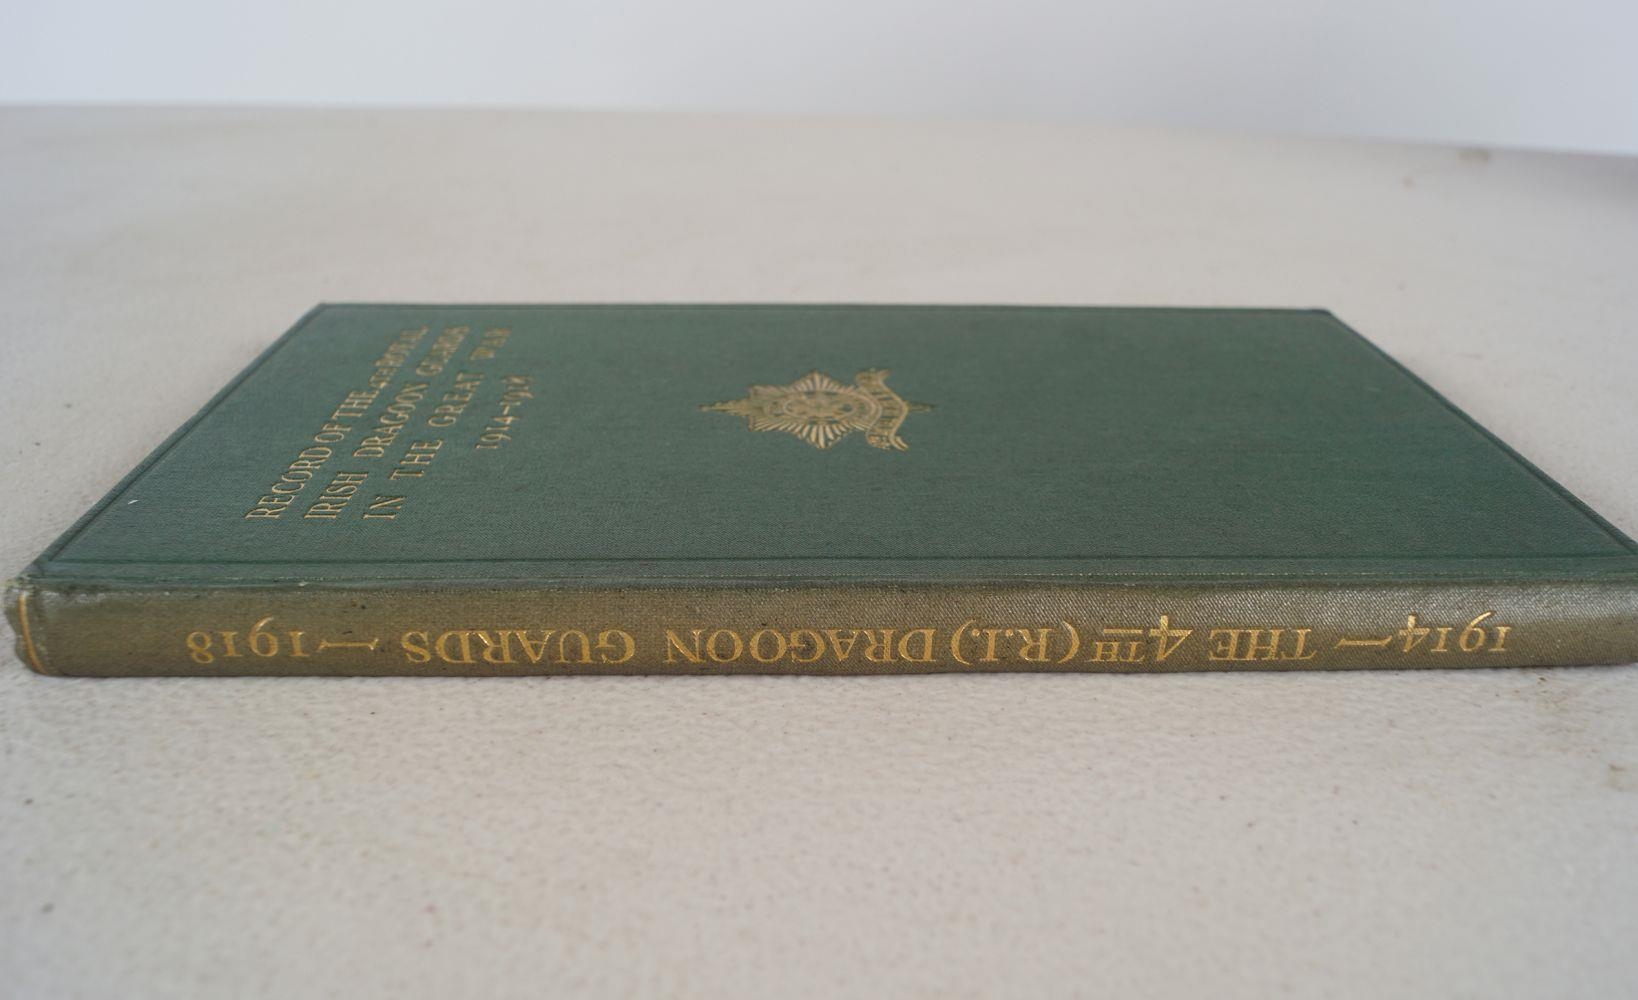 RECORD OF THE 4TH ROYAL
IRISH DRAGOON GUARDS
IN THE GREAT WAR
1914–1918
1914 — THE 4TH (R.I.) DRAGOON GUARDS — 1918